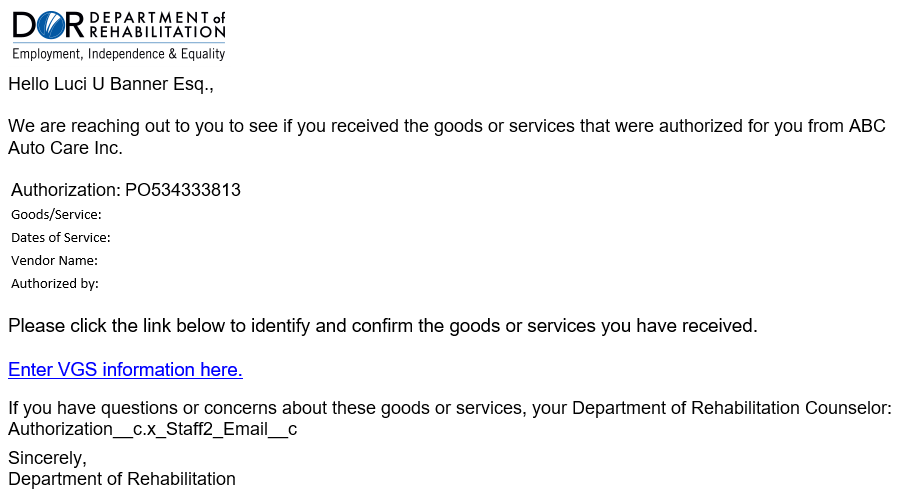 DOR DEPARTMENT of
REHABILITATION
Employment, Independence & Equality
Hello Luci U Banner Esq.,
We are reaching out to you to see if you received the goods or services that were authorized for you from ABC
Auto Care Inc.
Authorization: PO534333813
Goods/Service:
Dates of Service:
Vendor Name:
Authorized by:
Please click the link below to identify and confirm the goods or services you have received.
Enter VGS information here.
If you have questions or concerns about these goods or services, your Department of Rehabilitation Counselor:
Authorization__c.x_Staff2_Email__c
Sincerely,
Department of Rehabilitation